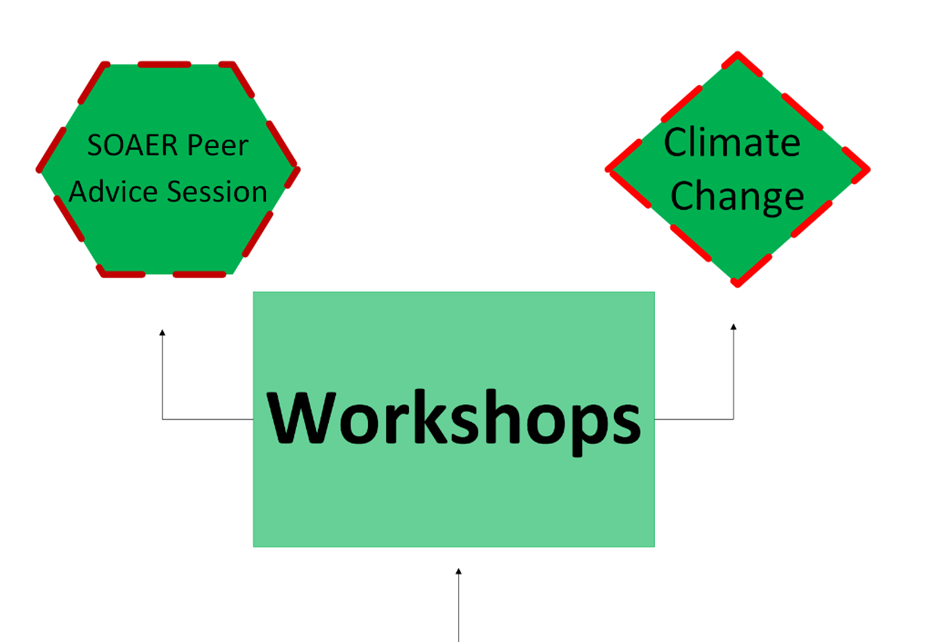 SOAER Peer
Advice Session
Climate
Change
Workshops